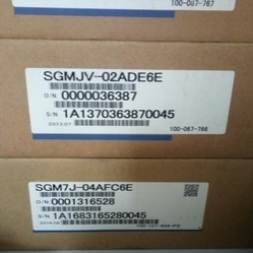 100-067-767
SGMJV-02ADE6E
O/N 0000036387
S/N 1A1370363870045
100-067-766
SGM7J-04AFC6E
O/N 0001316528
S/N 1A1683165280045